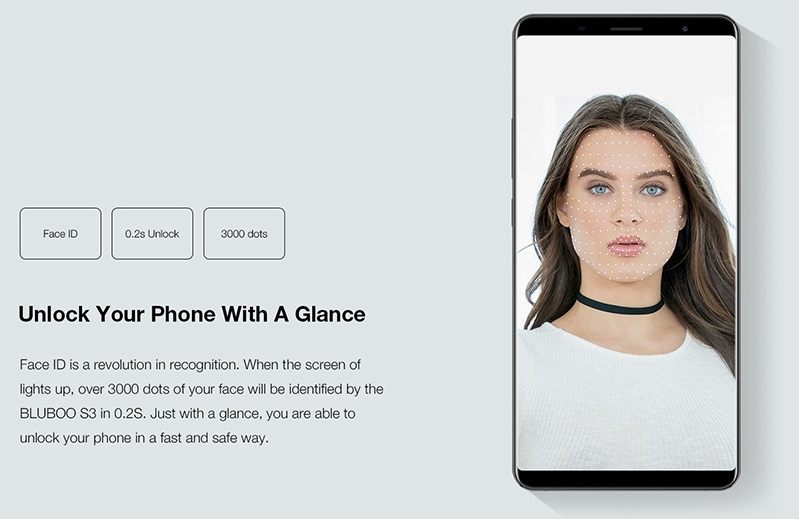 Face ID
0.2s Unlock
3000 dots
Unlock Your Phone With A Glance
Face ID is a revolution in recognition. When the screen of
lights up, over 3000 dots of your face will be identified by the
BLUBOO S3 in 0.2S. Just with a glance, you are able to
unlock your phone in a fast and safe way.